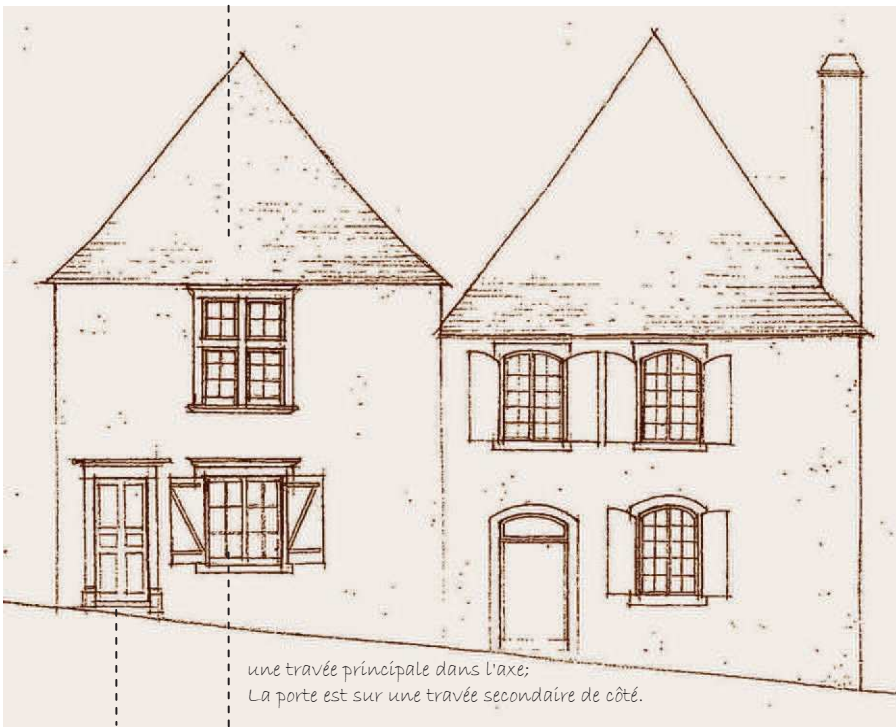 une travée principale dans l'axe;
La porte est sur une travée secondaire de côté.